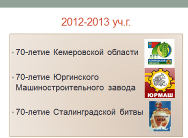 2012-2013 уч.г.
70-летие Кемеровской области
70-летие Юргинского
Машиностроительного завода
ЮРМАШ
70-летие Сталинградской битвы